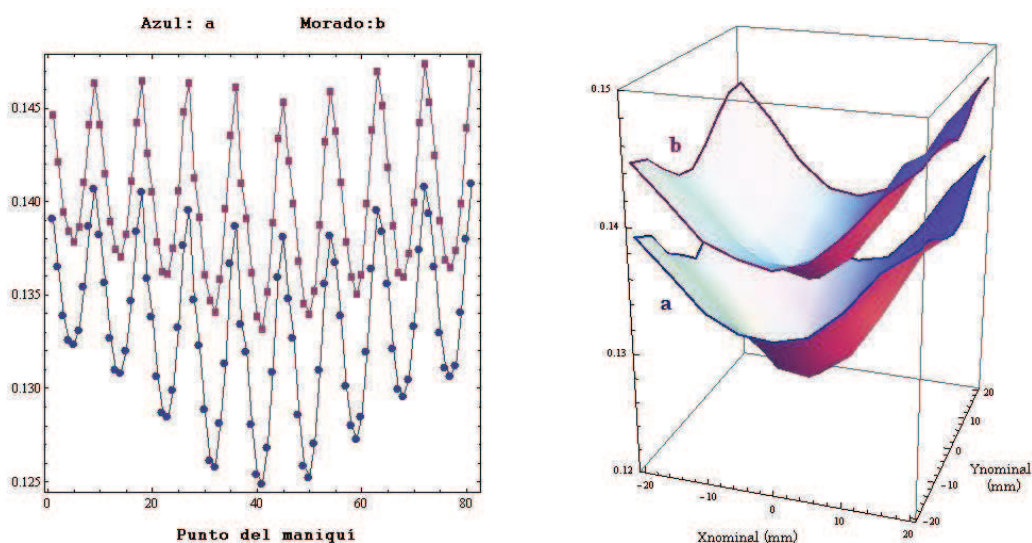 Azul: a Morado:b
0.145
0.140
0.135
0.130
0.125
0 20 40 60 80
Punto del maniquí
0.15
0.14
0.13
0.12
b
a
-20 -10 0 10 20
Xnominal (mm)
20
10
0
-10
-20
Ynominal
(mm)